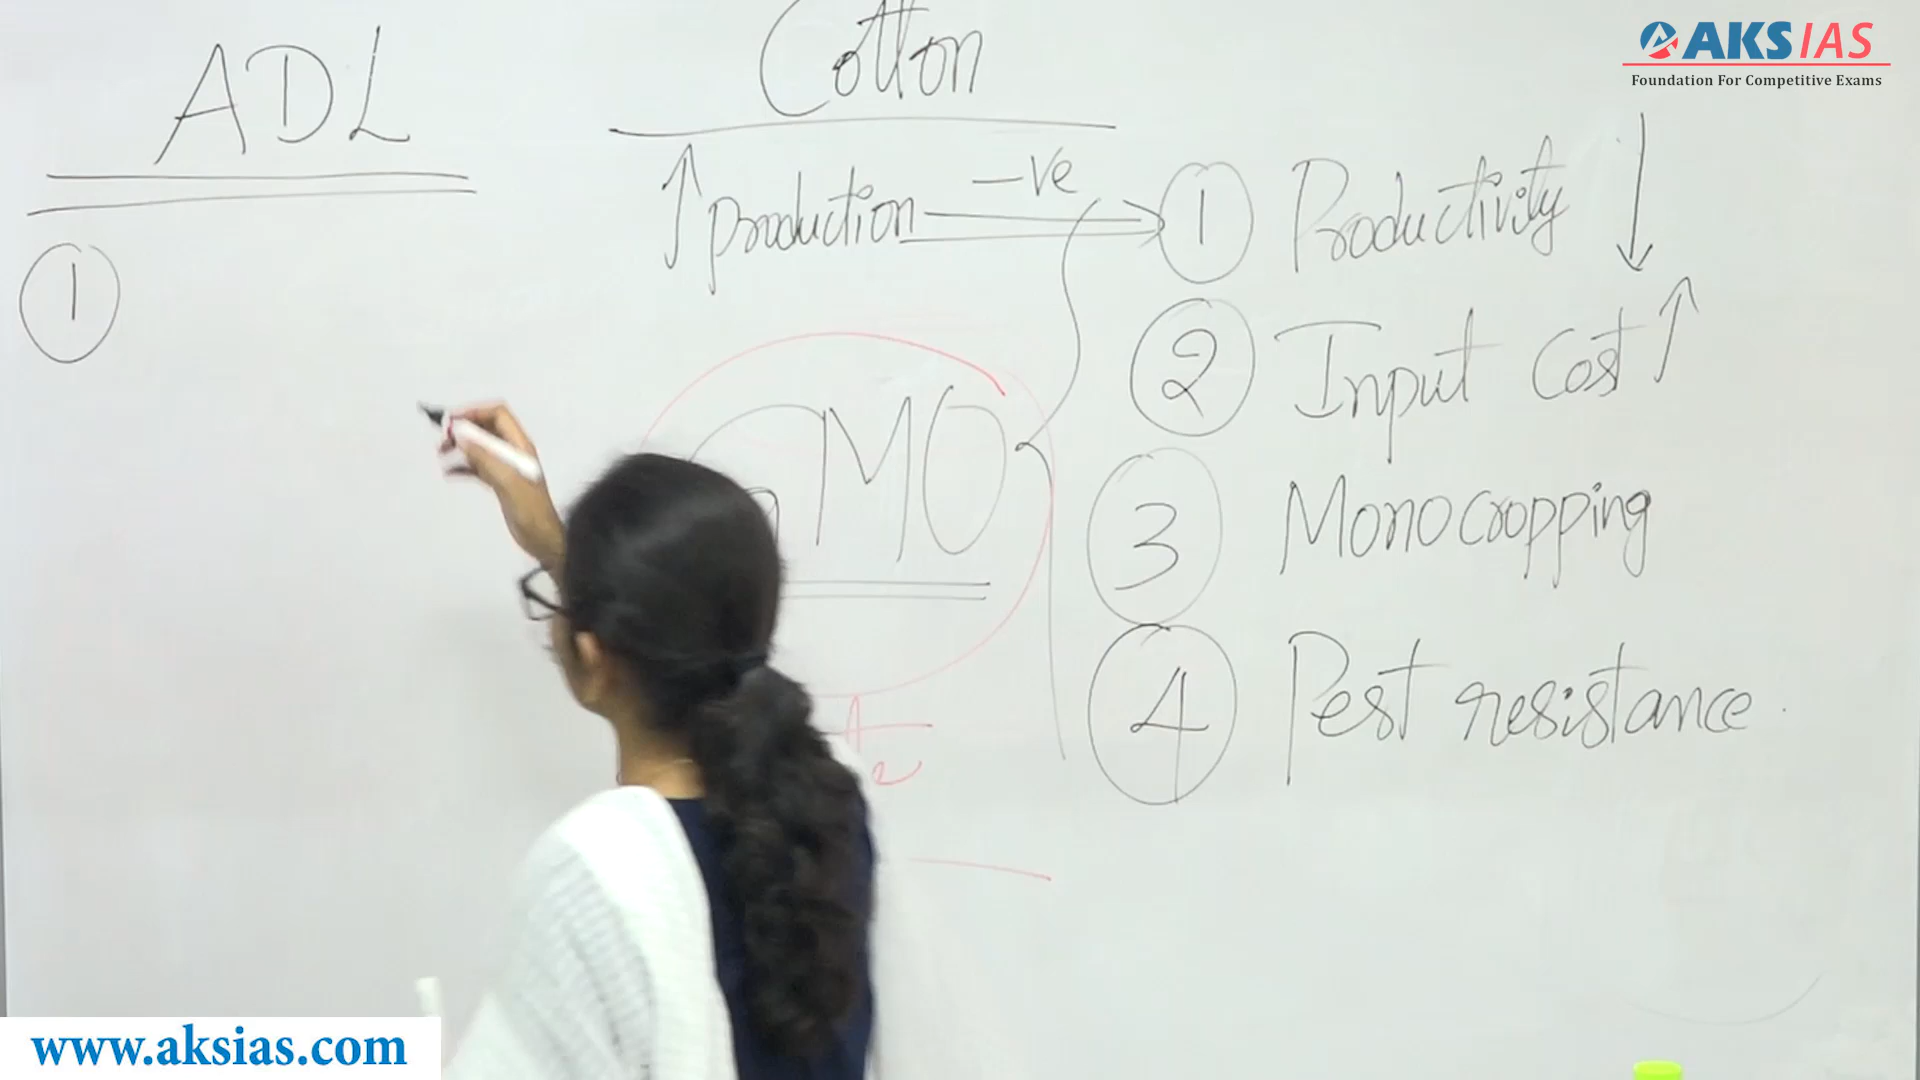 AKS IAS
Foundation For Competitive Exams
ADL
①
Cotton
↑ production -ve
MO
① Productivity ↓
② Input Cost ↑
③ Monocropping
④ Pest resistance
www.aksias.com